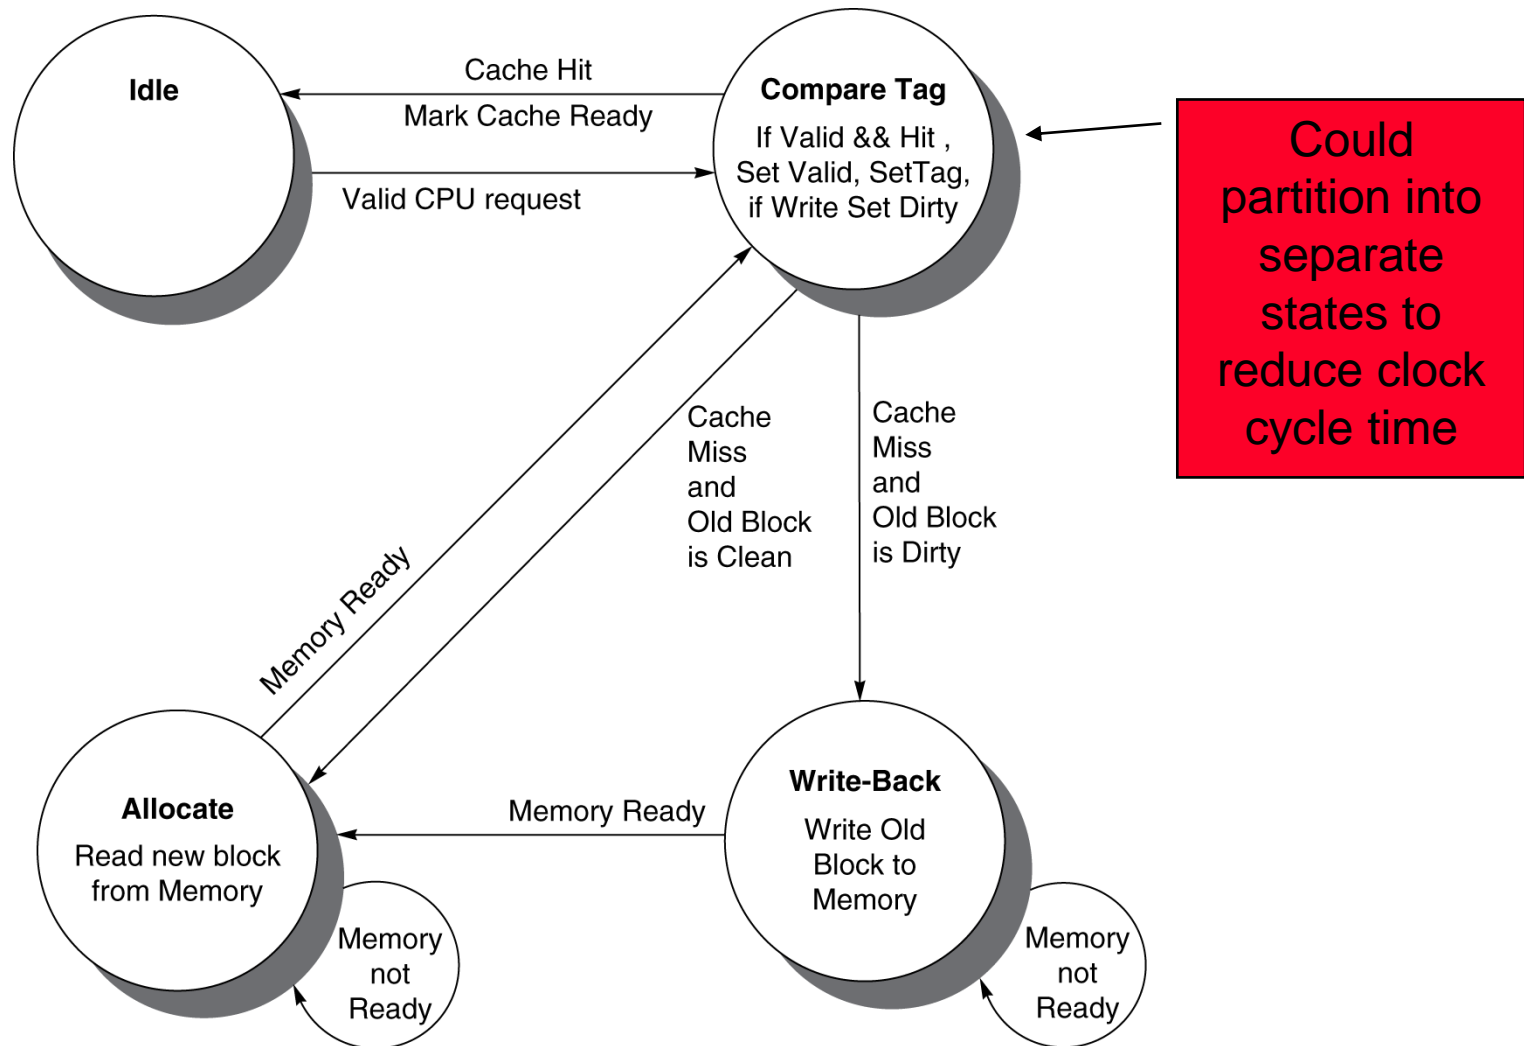 Idle
Cache Hit
Mark Cache Ready
Valid CPU request
Compare Tag
If Valid && Hit ,
Set Valid, SetTag,
if Write Set Dirty
Could
partition into
separate
states to
reduce clock
cycle time
Cache
Miss
and
Old Block
is Clean
Cache
Miss
and
Old Block
is Dirty
Memory Ready
Allocate
Read new block
from Memory
Memory
not
Ready
Memory Ready
Write-Back
Write Old
Block to
Memory
Memory
not
Ready